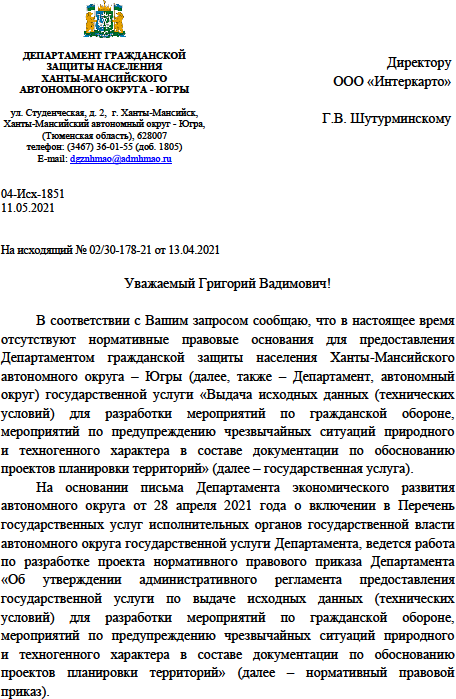 ДЕПАРТАМЕНТ ГРАЖДАНСКОЙ
ЗАЩИТЫ НАСЕЛЕНИЯ
ХАНТЫ-МАНСИЙСКОГО
АВТОНОМНОГО ОКРУГА - ЮГРЫ
ул. Студенческая, д. 2, г. Ханты-Мансийск,
Ханты-Мансийский автономный округ - Югра,
(Тюменская область), 628007
телефон: (3467) 36-01-55 (доб. 1805)
E-mail: dgznhmao@admhmao.ru
Директору
ООО «Интеркарто»
Г.В. Шутурминскому
04-Исх-1851
11.05.2021
На исходящий № 02/30-178-21 от 13.04.2021
Уважаемый Григорий Вадимович!
В соответствии с Вашим запросом сообщаю, что в настоящее время
отсутствуют нормативные правовые основания для предоставления
Департаментом гражданской защиты населения Ханты-Мансийского
автономного округа – Югры (далее, также – Департамент, автономный
округ) государственной услуги «Выдача исходных данных (технических
условий) для разработки мероприятий по гражданской обороне,
мероприятий по предупреждению чрезвычайных ситуаций природного
и техногенного характера в составе документации по обоснованию
проектов планировки территорий» (далее – государственная услуга).
На основании письма Департамента экономического развития
автономного округа от 28 апреля 2021 года о включении в Перечень
государственных услуг исполнительных органов государственной власти
автономного округа государственной услуги Департамента, ведется работа
по разработке проекта нормативного правового приказа Департамента
«Об утверждении административного регламента предоставления
государственной услуги по выдаче исходных данных (технических
условий) для разработки мероприятий по гражданской обороне,
мероприятий по предупреждению чрезвычайных ситуаций природного
и техногенного характера в составе документации по обоснованию
проектов планировки территорий» (далее – нормативный правовой
приказ).